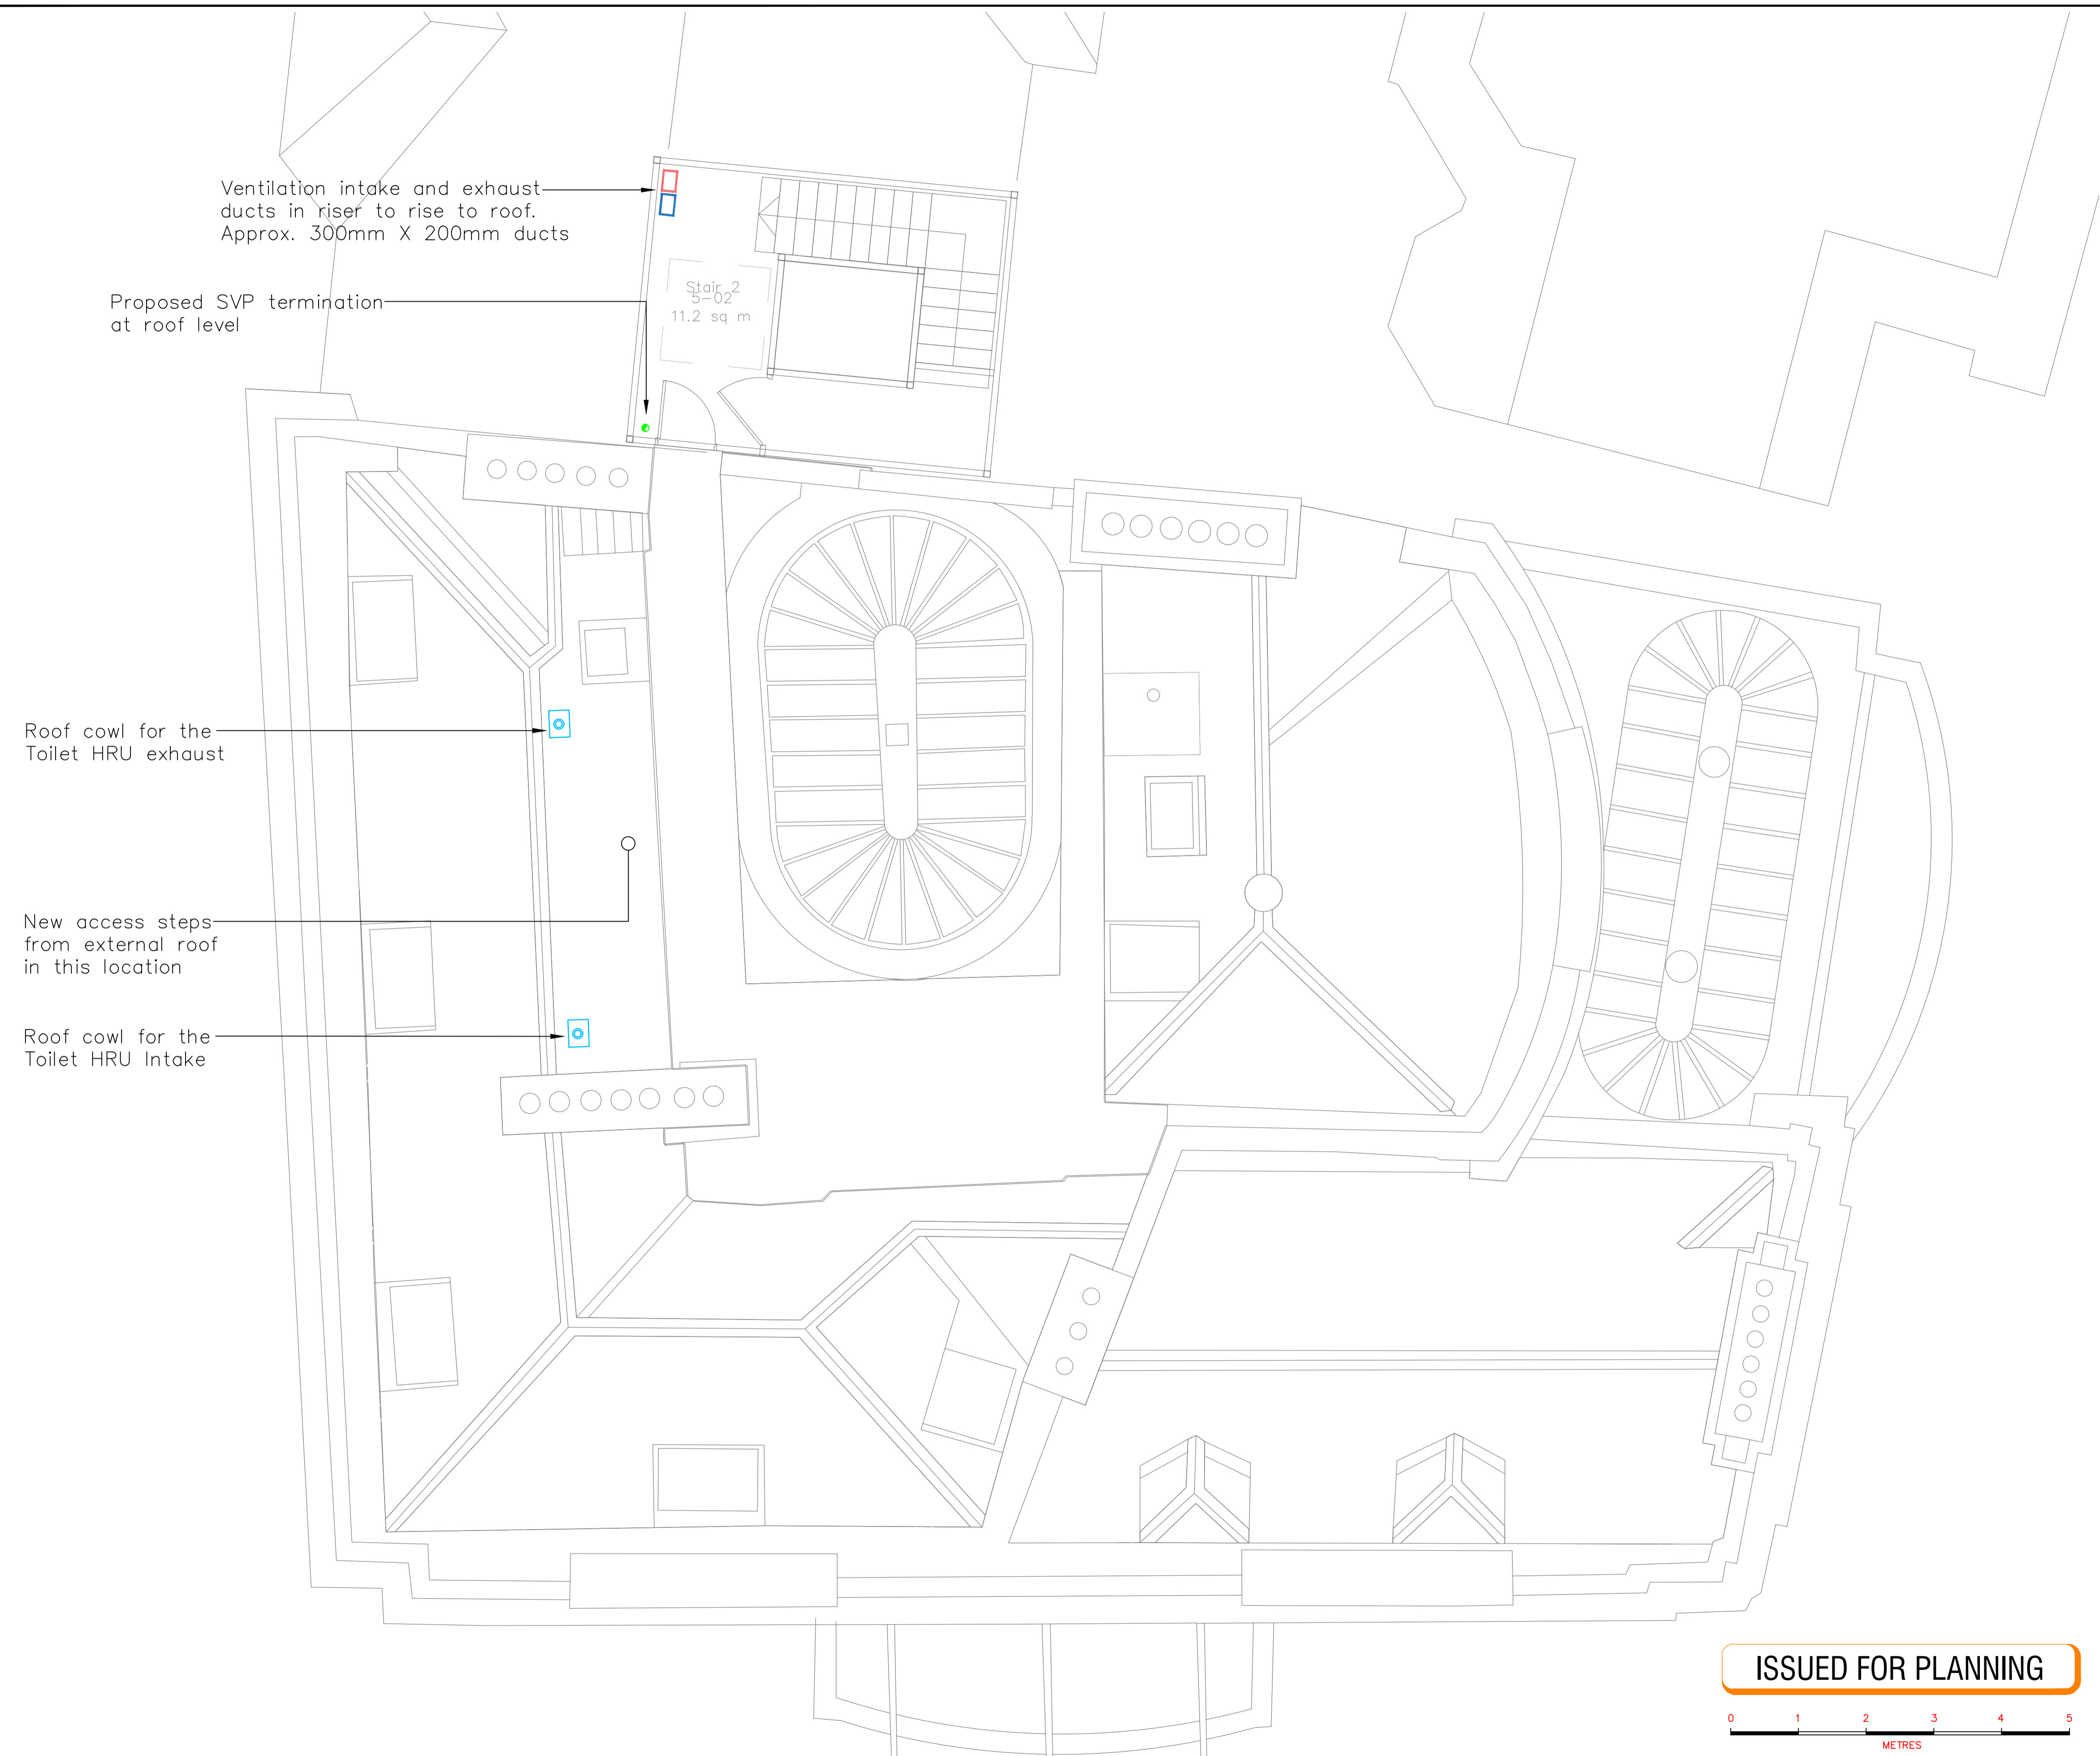 Ventilation intake and exhaust
ducts in riser to rise to roof.
Approx. 300mm X 200mm ducts
Proposed SVP termination
at roof level
Stair 2
5-02
11.2 sq m
Roof cowl for the
Toilet HRU exhaust
New access steps
from external roof
in this location
Roof cowl for the
Toilet HRU Intake
ISSUED FOR PLANNING
0 1 2 3 4 5
METRES